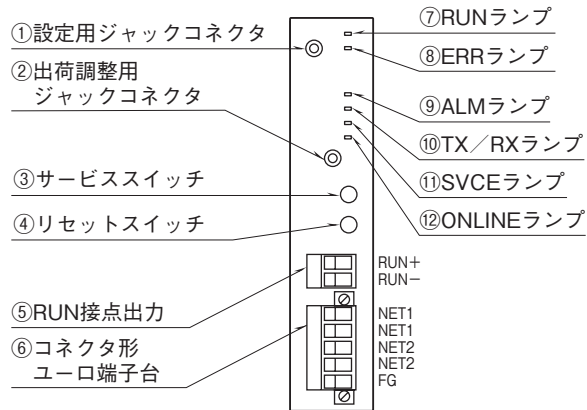 ①設定用ジャックコネクタ
②出荷調整用
ジャックコネクタ
③サービススイッチ
④リセットスイッチ
⑤RUN接点出力
⑥コネクタ形
ユーロ端子台
⑦RUNランプ
⑧ERRランプ
⑨ALMランプ
⑩TX／RXランプ
⑪SVCEランプ
⑫ONLINEランプ
RUN＋
RUN−
NET1
NET1
NET2
NET2
FG